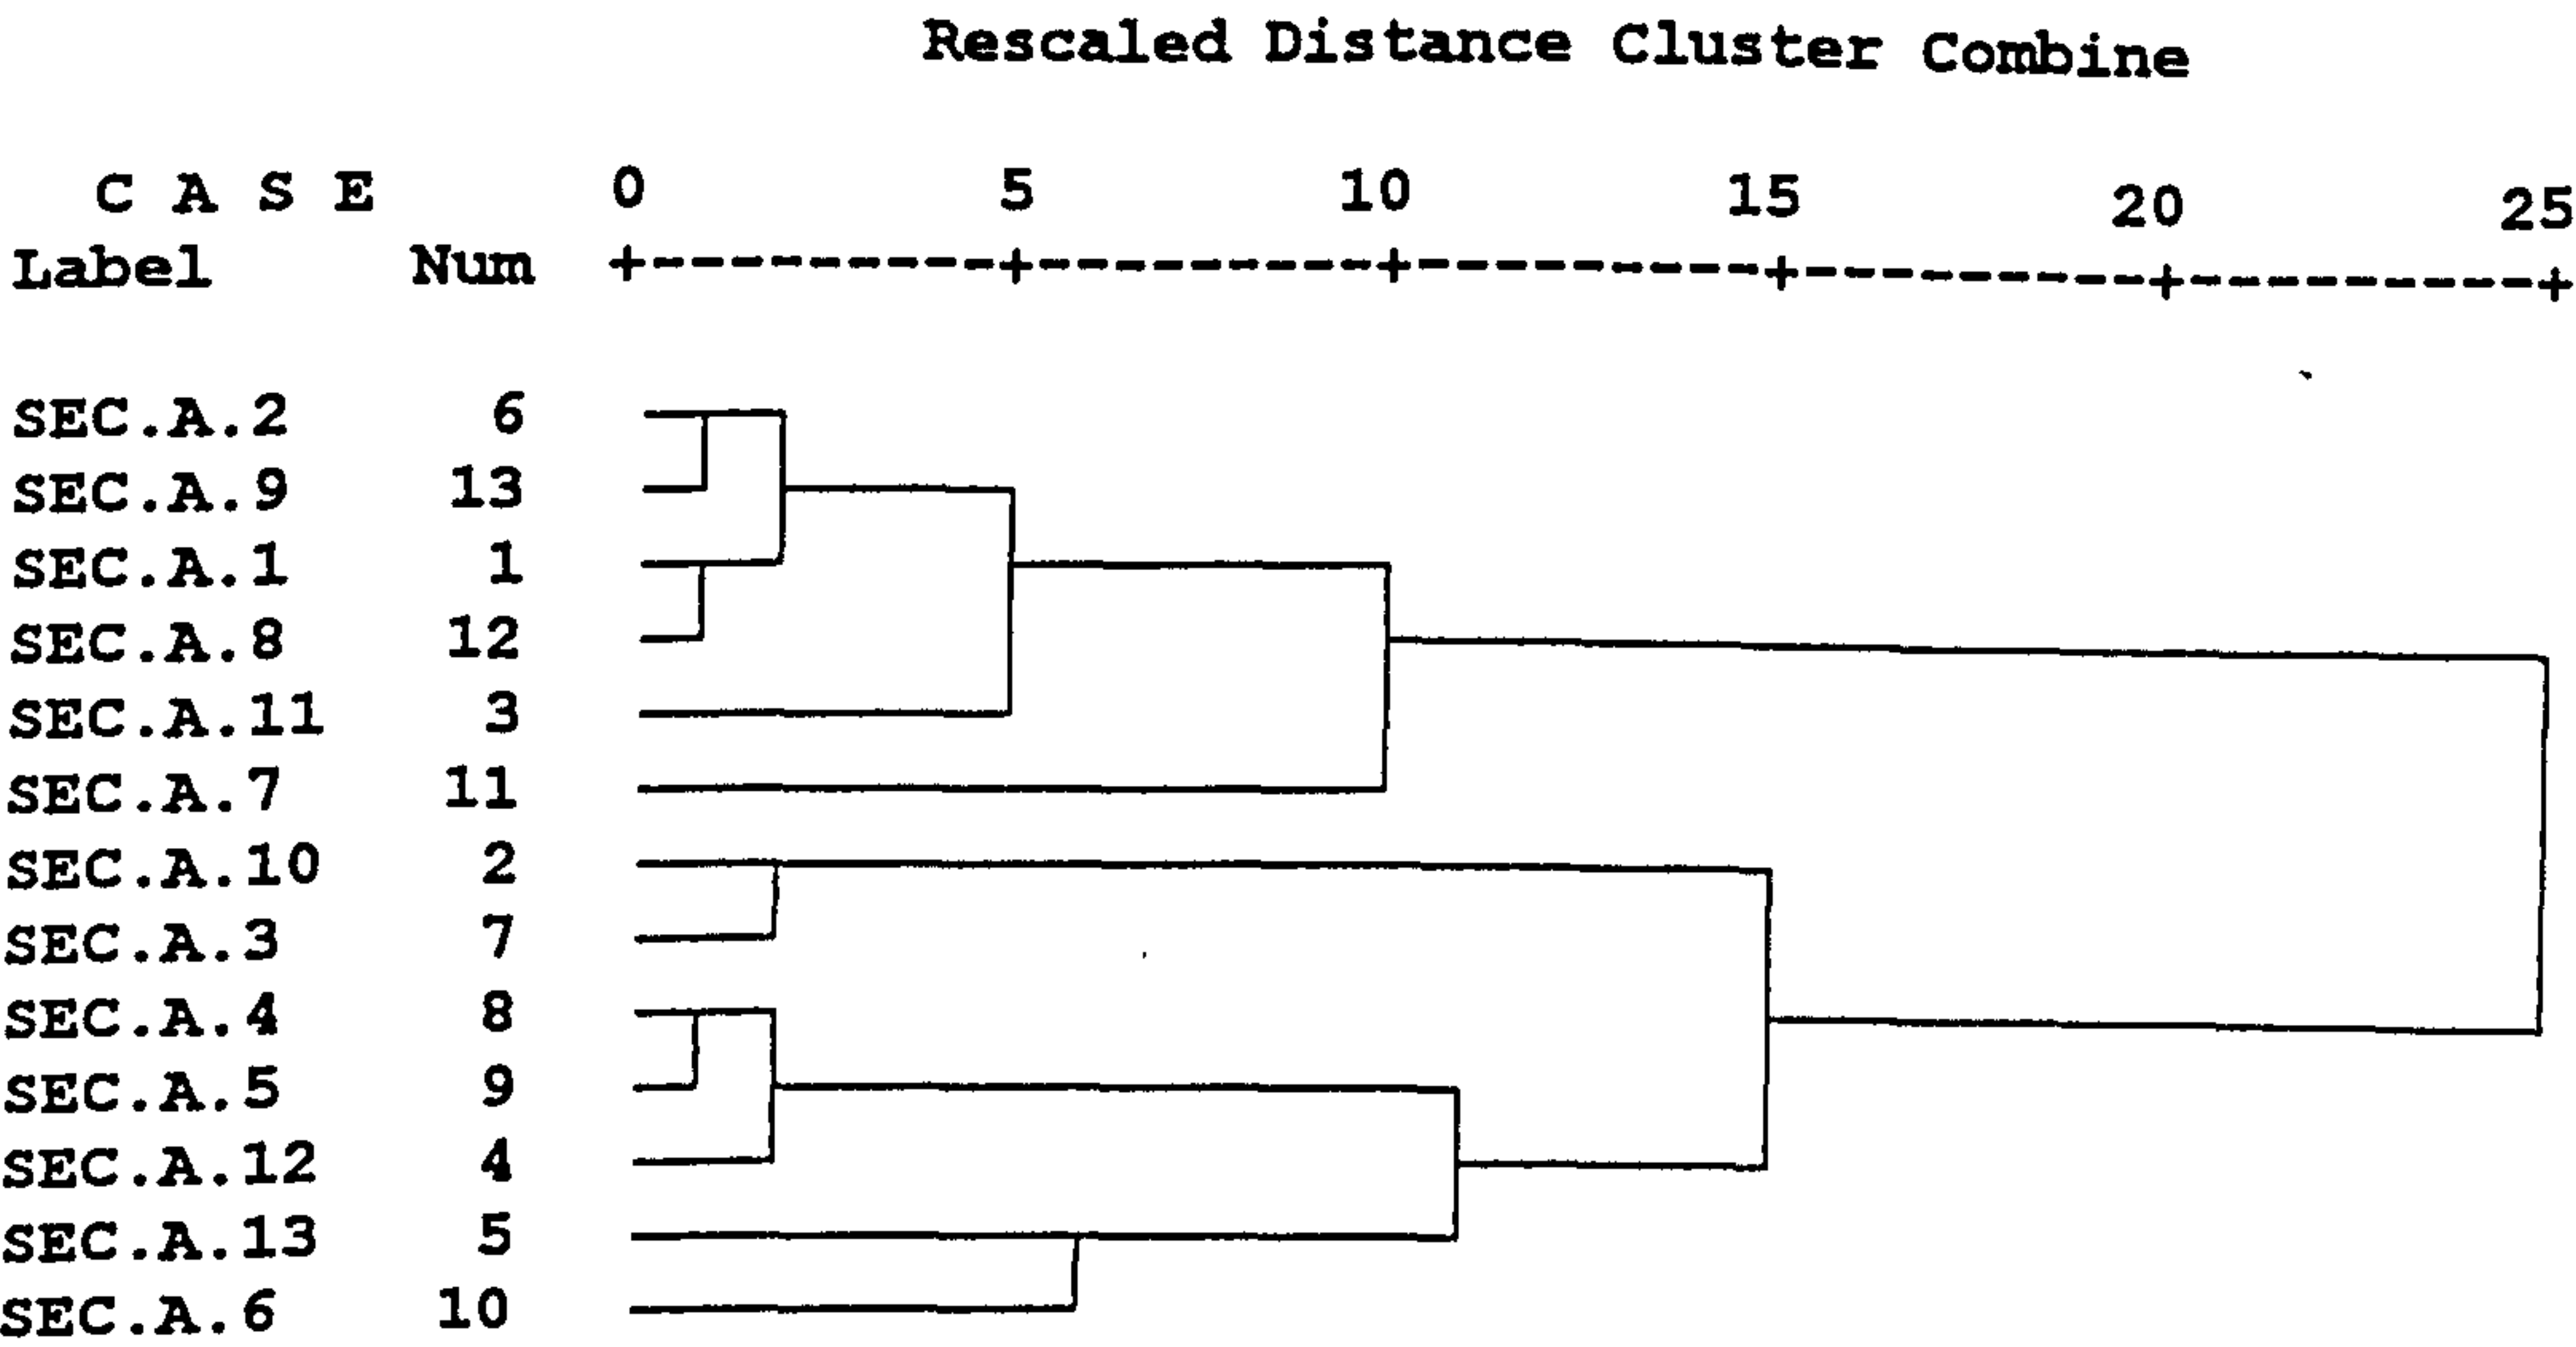 Rescaled Distance Cluster Combine
C A S E 0 5 10 15 20 25
Label Num +---------+---------+---------+---------+---------+
SEC.A.2 6
SEC.A.9 13
SEC.A.1 1
SEC.A.8 12
SEC.A.11 3
SEC.A.7 11
SEC.A.10 2
SEC.A.3 7
SEC.A.4 8
SEC.A.5 9
SEC.A.12 4
SEC.A.13 5
SEC.A.6 10